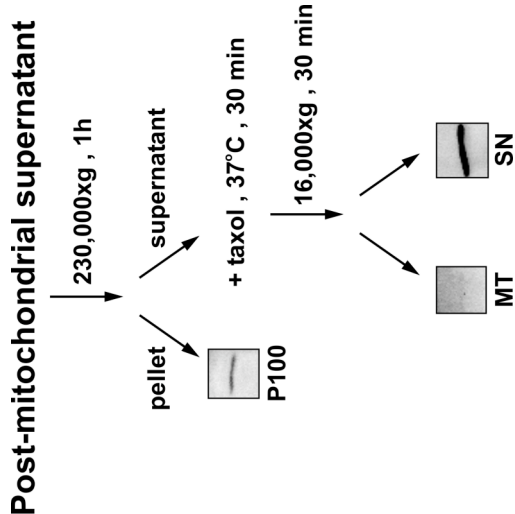 Post-mitochondrial supernatant
230,000xg , 1h
pellet
supernatant
P100
+ taxol , 37°C , 30 min
16,000xg , 30 min
MT
SN